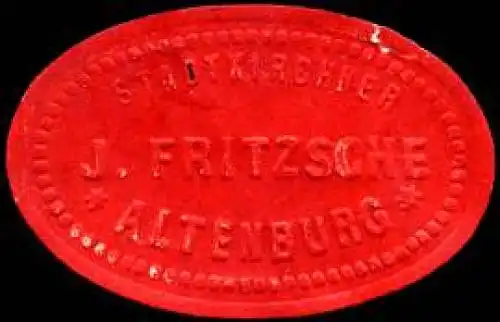 STADTKIRCHNER
J. FRITZSCHE
* ALTENBURG *